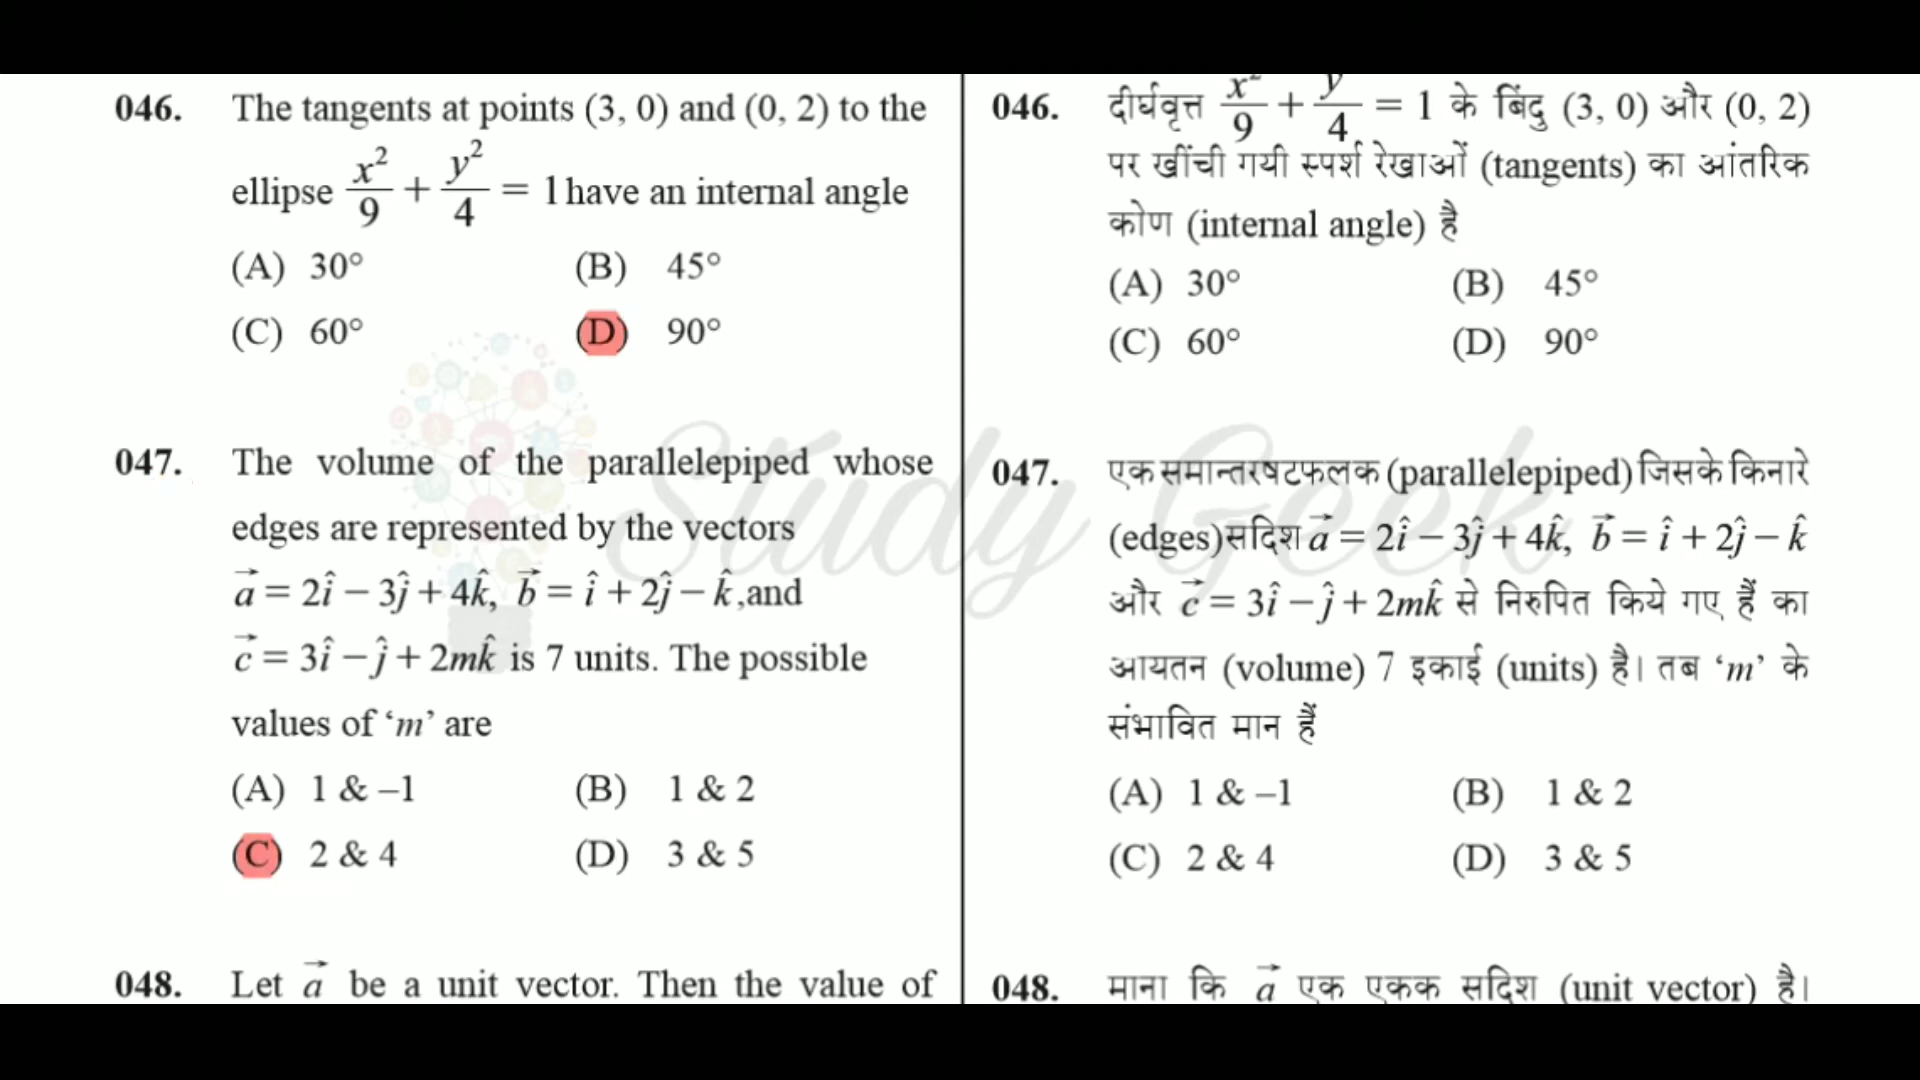 046. The tangents at points (3, 0) and (0, 2) to the
ellipse x²/9 + y²/4 = 1 have an internal angle
(A) 30° (B) 45°
(C) 60° (D) 90°
047. The volume of the parallelepiped whose
edges are represented by the vectors
a⃗ = 2î − 3ĵ + 4k̂, b⃗ = î + 2ĵ − k̂,and
c⃗ = 3î − ĵ + 2mk̂ is 7 units. The possible
values of ‘m’ are
(A) 1 & –1 (B) 1 & 2
(C) 2 & 4 (D) 3 & 5
048. Let a⃗ be a unit vector. Then the value of
046. दीर्घवृत्त x²/9 + y/4 = 1 के बिंदु (3, 0) और (0, 2)
पर खींची गयी स्पर्श रेखाओं (tangents) का आंतरिक
कोण (internal angle) है
(A) 30° (B) 45°
(C) 60° (D) 90°
047. एक समान्तरषटफलक (parallelepiped) जिसके किनारे
(edges) सदिश a⃗ = 2î − 3ĵ + 4k̂, b⃗ = î + 2ĵ − k̂
और c⃗ = 3î − ĵ + 2mk̂ से निरुपित किये गए हैं का
आयतन (volume) 7 इकाई (units) है। तब ‘m’ के
संभावित मान हैं
(A) 1 & –1 (B) 1 & 2
(C) 2 & 4 (D) 3 & 5
048. माना कि a⃗ एक एकक सदिश (unit vector) है।
Study Geek